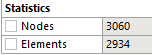 Statistics
Nodes 3060
Elements 2934